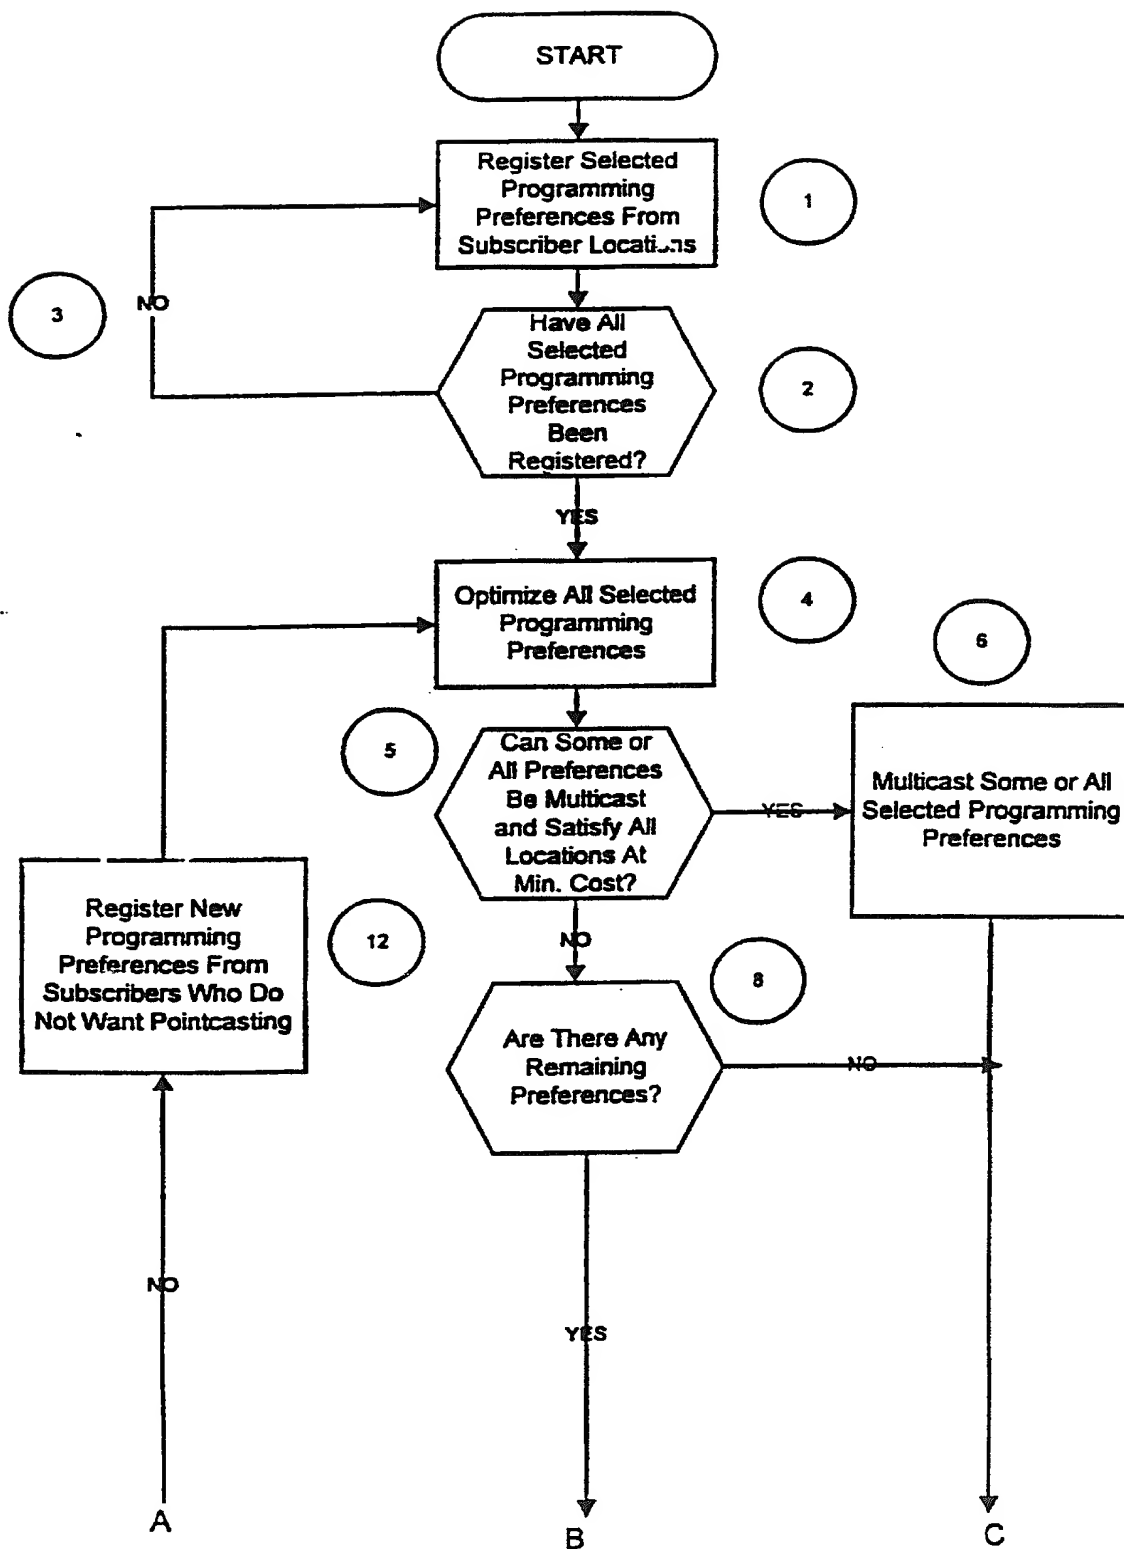 START
Register Selected
Programming
Preferences From
Subscriber
1
NO
3
Have All
Selected
Programming
Preferences
Been
Registered?
2
YES
Optimize All Selected
Programming
Preferences
4
6
5
Can Some or
All Preferences
Be Multicast
and Satisfy All
Locations At
Min. Cost?
YES
Multicast Some or All
Selected Programming
Preferences
Register New
Programming
Preferences From
Subscribers Who Do
Not Want Pointcasting
12
NO
8
Are There Any
Remaining
Preferences?
NO
NO
YES
A
B
C